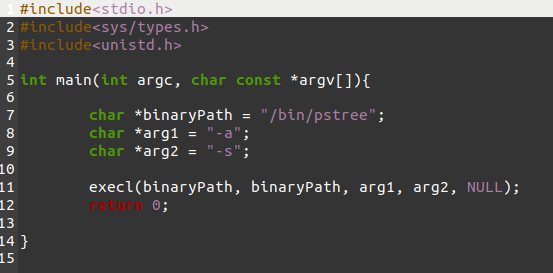 1 #include<stdio.h>
2 #include<sys/types.h>
3 #include<unistd.h>
4
5 int main(int argc, char const *argv[]){
6
7         char *binaryPath = "/bin/pstree";
8         char *arg1 = "-a";
9         char *arg2 = "-s";
10
11         execl(binaryPath, binaryPath, arg1, arg2, NULL);
12         return 0;
13
14 }
15